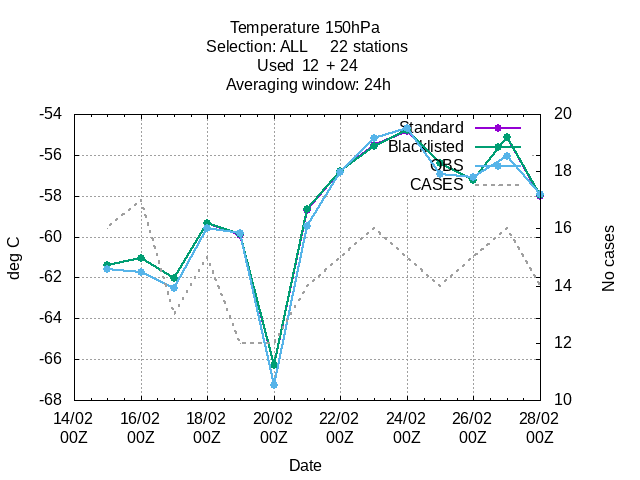 Temperature 150hPa
Selection: ALL 22 stations
Used 12 + 24
Averaging window: 24h
-54
-56
-58
-60
-62
-64
-66
-68
20
18
16
14
12
10
Standard
Blacklisted
OBS
CASES
deg C
No cases
14/02 16/02 18/02 20/02 22/02 24/02 26/02 28/02
00Z 00Z 00Z 00Z 00Z 00Z 00Z 00Z
Date